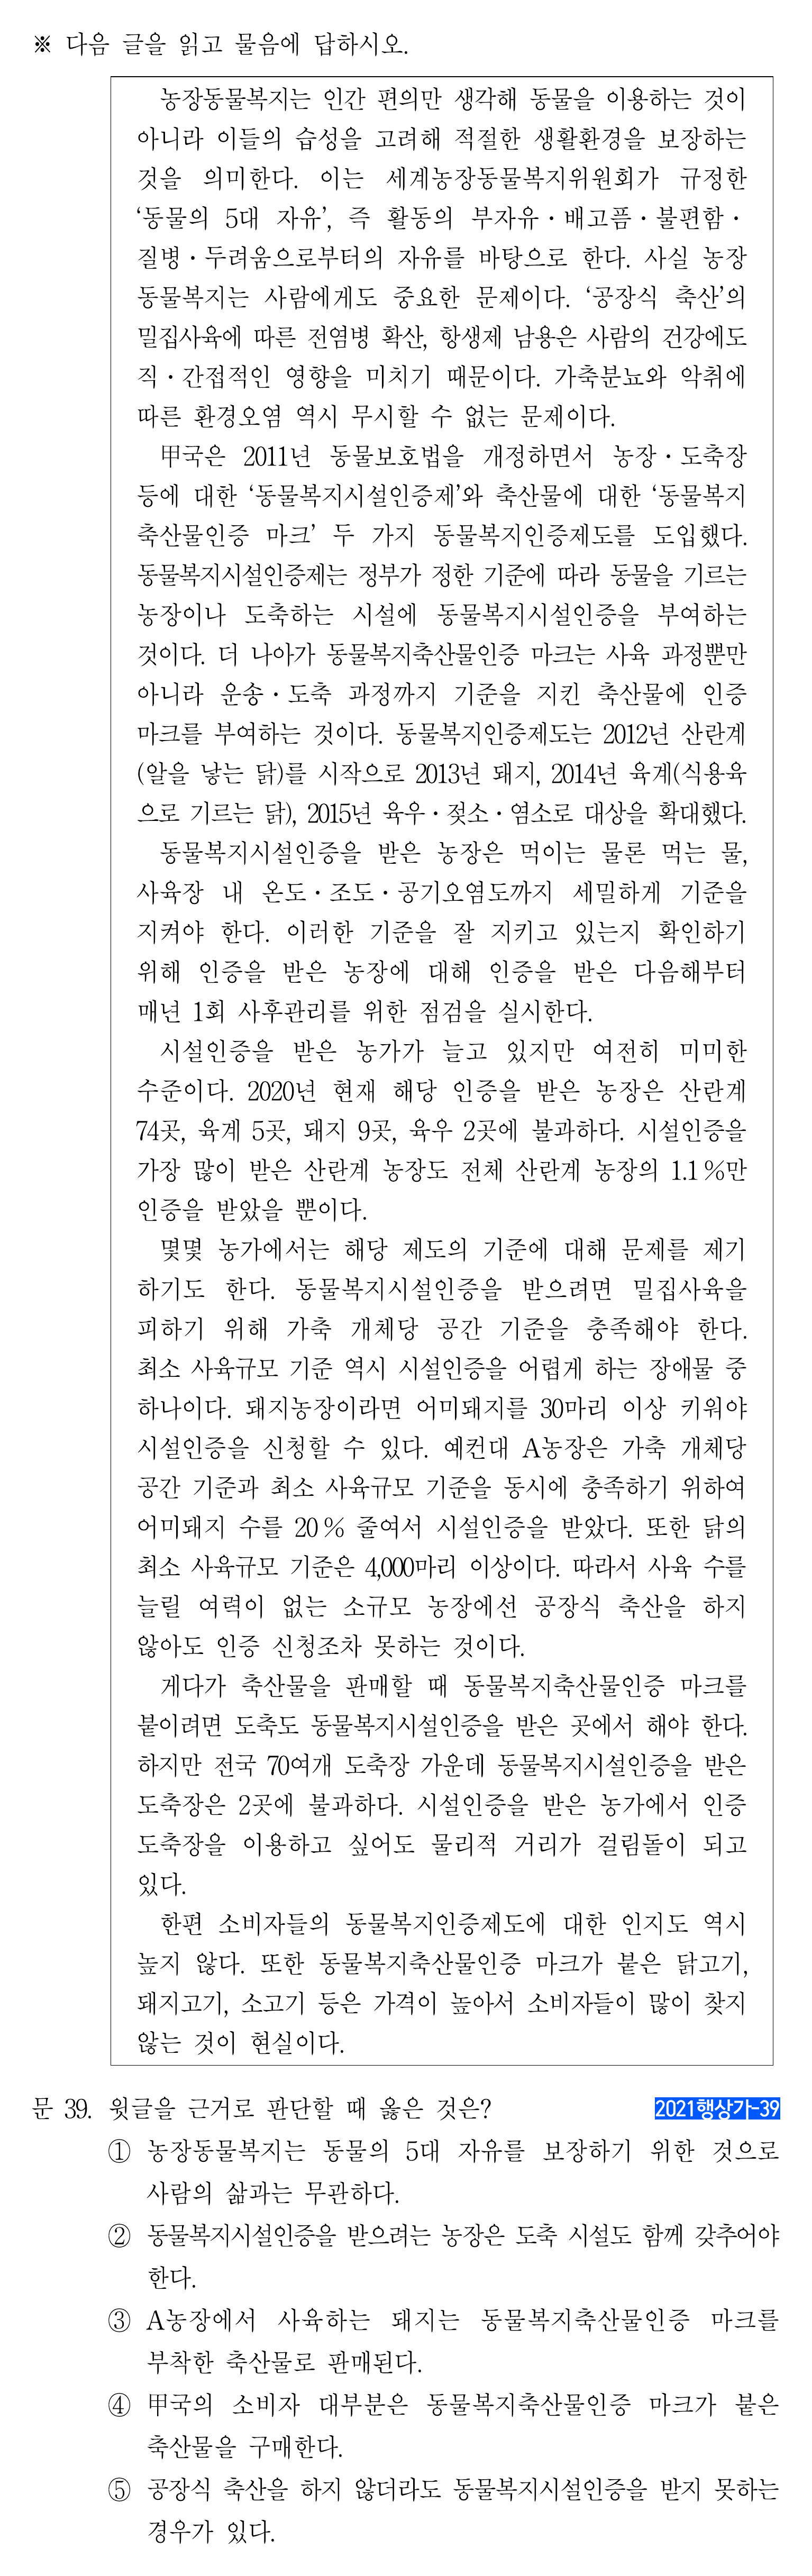 ※ 다음 글을 읽고 물음에 답하시오.
농장동물복지는 인간 편의만 생각해 동물을 이용하는 것이
아니라 이들의 습성을 고려해 적절한 생활환경을 보장하는
것을 의미한다. 이는 세계농장동물복지위원회가 규정한
‘동물의 5대 자유’, 즉 활동의 부자유･배고픔･불편함･
질병･두려움으로부터의 자유를 바탕으로 한다. 사실 농장
동물복지는 사람에게도 중요한 문제이다. ‘공장식 축산’의
밀집사육에 따른 전염병 확산, 항생제 남용은 사람의 건강에도
직･간접적인 영향을 미치기 때문이다. 가축분뇨와 악취에
따른 환경오염 역시 무시할 수 없는 문제이다.
甲국은 2011년 동물보호법을 개정하면서 농장･도축장
등에 대한 ‘동물복지시설인증제’와 축산물에 대한 ‘동물복지
축산물인증 마크’ 두 가지 동물복지인증제도를 도입했다.
동물복지시설인증제는 정부가 정한 기준에 따라 동물을 기르는
농장이나 도축하는 시설에 동물복지시설인증을 부여하는
것이다. 더 나아가 동물복지축산물인증 마크는 사육 과정뿐만
아니라 운송･도축 과정까지 기준을 지킨 축산물에 인증
마크를 부여하는 것이다. 동물복지인증제도는 2012년 산란계
(알을 낳는 닭)를 시작으로 2013년 돼지, 2014년 육계(식용육
으로 기르는 닭), 2015년 육우･젖소･염소로 대상을 확대했다.
동물복지시설인증을 받은 농장은 먹이는 물론 먹는 물,
사육장 내 온도･조도･공기오염도까지 세밀하게 기준을
지켜야 한다. 이러한 기준을 잘 지키고 있는지 확인하기
위해 인증을 받은 농장에 대해 인증을 받은 다음해부터
매년 1회 사후관리를 위한 점검을 실시한다.
시설인증을 받은 농가가 늘고 있지만 여전히 미미한
수준이다. 2020년 현재 해당 인증을 받은 농장은 산란계
74곳, 육계 5곳, 돼지 9곳, 육우 2곳에 불과하다. 시설인증을
가장 많이 받은 산란계 농장도 전체 산란계 농장의 1.1 %만
인증을 받았을 뿐이다.
몇몇 농가에서는 해당 제도의 기준에 대해 문제를 제기
하기도 한다. 동물복지시설인증을 받으려면 밀집사육을
피하기 위해 가축 개체당 공간 기준을 충족해야 한다.
최소 사육규모 기준 역시 시설인증을 어렵게 하는 장애물 중
하나이다. 돼지농장이라면 어미돼지를 30마리 이상 키워야
시설인증을 신청할 수 있다. 예컨대 A농장은 가축 개체당
공간 기준과 최소 사육규모 기준을 동시에 충족하기 위하여
어미돼지 수를 20 % 줄여서 시설인증을 받았다. 또한 닭의
최소 사육규모 기준은 4,000마리 이상이다. 따라서 사육 수를
늘릴 여력이 없는 소규모 농장에선 공장식 축산을 하지
않아도 인증 신청조차 못하는 것이다.
게다가 축산물을 판매할 때 동물복지축산물인증 마크를
붙이려면 도축도 동물복지시설인증을 받은 곳에서 해야 한다.
하지만 전국 70여개 도축장 가운데 동물복지시설인증을 받은
도축장은 2곳에 불과하다. 시설인증을 받은 농가에서 인증
도축장을 이용하고 싶어도 물리적 거리가 걸림돌이 되고
있다.
한편 소비자들의 동물복지인증제도에 대한 인지도 역시
높지 않다. 또한 동물복지축산물인증 마크가 붙은 닭고기,
돼지고기, 소고기 등은 가격이 높아서 소비자들이 많이 찾지
않는 것이 현실이다.
문 39. 윗글을 근거로 판단할 때 옳은 것은? 2021행상가-39
① 농장동물복지는 동물의 5대 자유를 보장하기 위한 것으로
사람의 삶과는 무관하다.
② 동물복지시설인증을 받으려는 농장은 도축 시설도 함께 갖추어야
한다.
③ A농장에서 사육하는 돼지는 동물복지축산물인증 마크를
부착한 축산물로 판매된다.
④ 甲국의 소비자 대부분은 동물복지축산물인증 마크가 붙은
축산물을 구매한다.
⑤ 공장식 축산을 하지 않더라도 동물복지시설인증을 받지 못하는
경우가 있다.